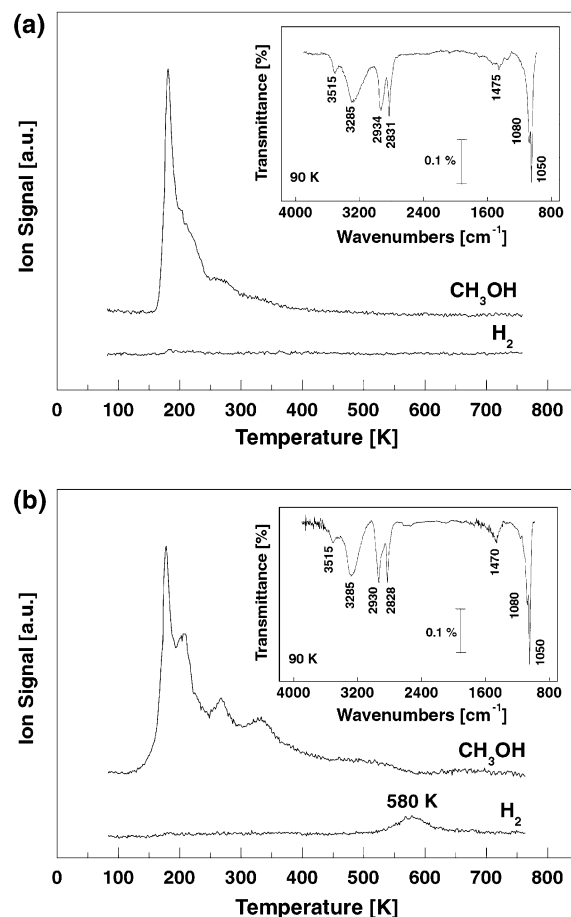 (a)
Ion Signal [a.u.]
Transmittance [%]
3515
3285
2934
2831
1475
1080
1050
0.1 %
90 K
4000 3200 2400 1600 800
Wavenumbers [cm⁻¹]
CH₃OH
H₂
0 100 200 300 400 500 600 700 800
Temperature [K]
(b)
Ion Signal [a.u.]
Transmittance [%]
3515
3285
2930
2828
1470
1080
1050
0.1 %
90 K
4000 3200 2400 1600 800
Wavenumbers [cm⁻¹]
CH₃OH
580 K
H₂
0 100 200 300 400 500 600 700 800
Temperature [K]